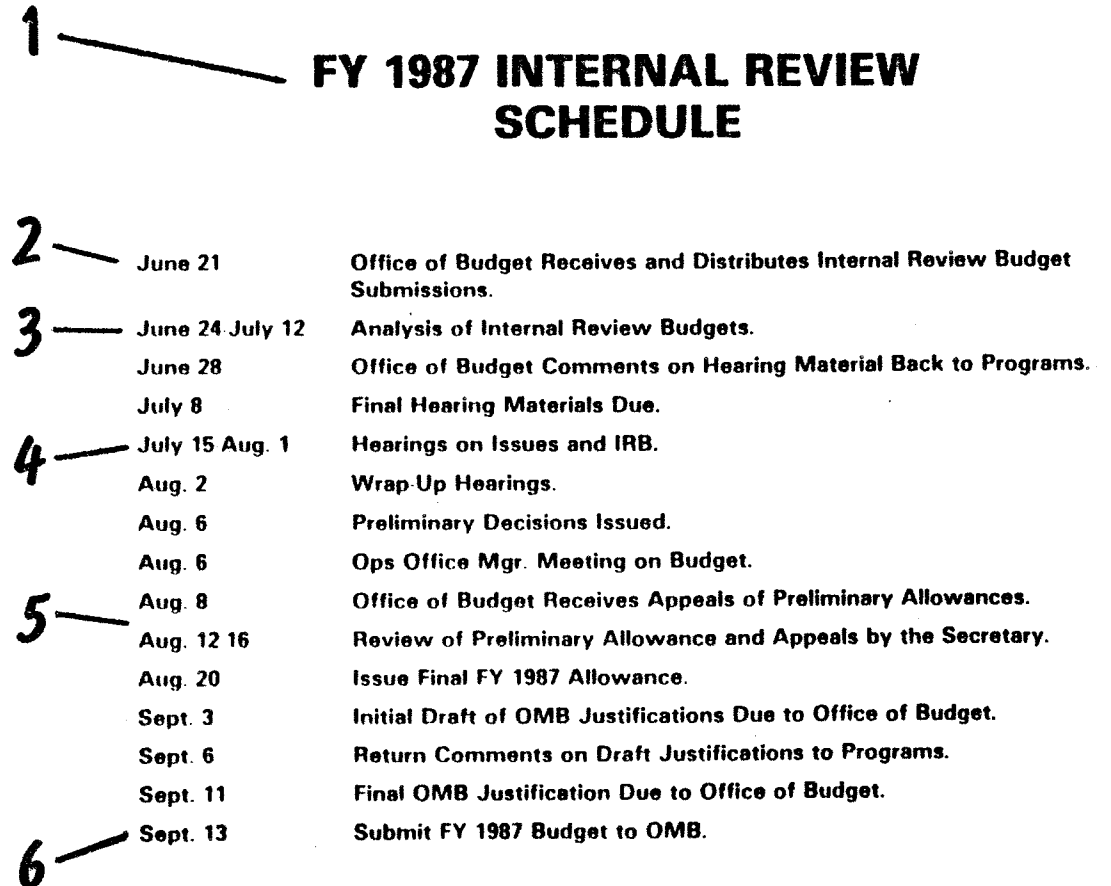 1
FY 1987 INTERNAL REVIEW
SCHEDULE
2
June 21 Office of Budget Receives and Distributes Internal Review Budget
Submissions.
3
June 24-July 12 Analysis of Internal Review Budgets.
June 28 Office of Budget Comments on Hearing Material Back to Programs.
July 8 Final Hearing Materials Due.
4
July 15 Aug. 1 Hearings on Issues and IRB.
Aug. 2 Wrap-Up Hearings.
Aug. 6 Preliminary Decisions Issued.
Aug. 6 Ops Office Mgr. Meeting on Budget.
5
Aug. 8 Office of Budget Receives Appeals of Preliminary Allowances.
Aug. 12 16 Review of Preliminary Allowance and Appeals by the Secretary.
Aug. 20 Issue Final FY 1987 Allowance.
Sept. 3 Initial Draft of OMB Justifications Due to Office of Budget.
Sept. 6 Return Comments on Draft Justifications to Programs.
Sept. 11 Final OMB Justification Due to Office of Budget.
6
Sept. 13 Submit FY 1987 Budget to OMB.